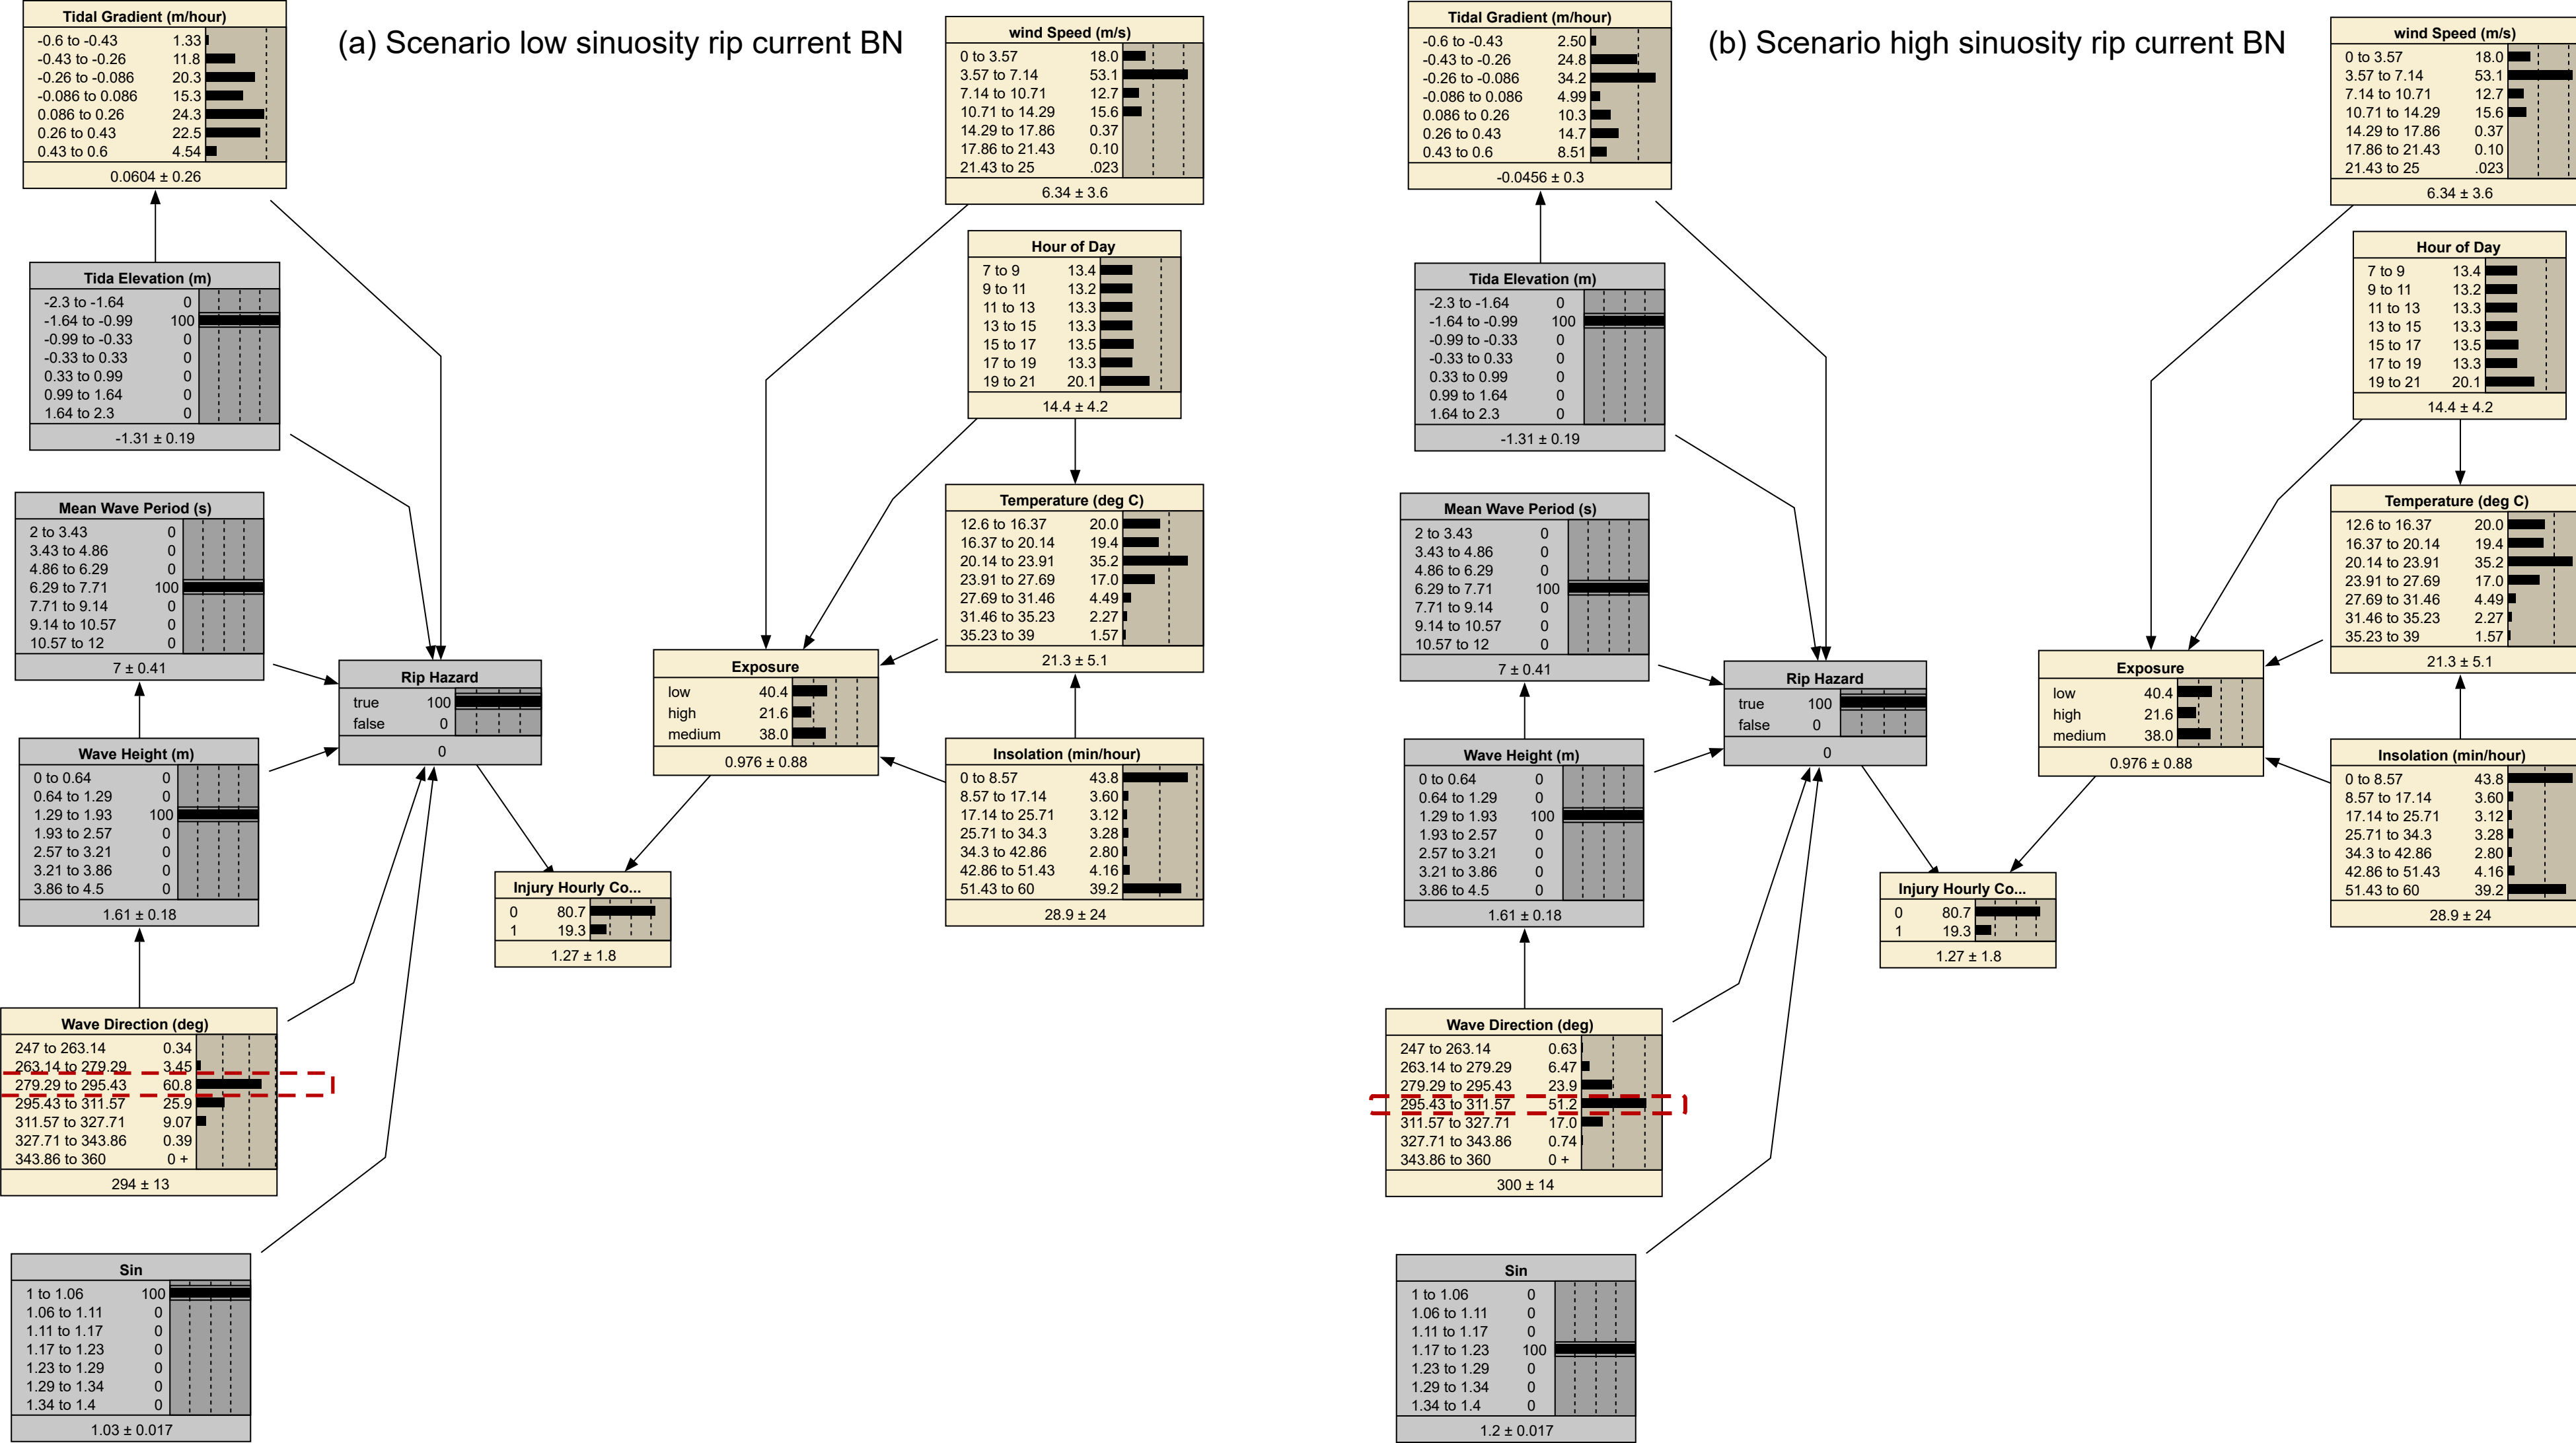 (a) Scenario low sinuosity rip current BN
Tidal Gradient (m/hour)
-0.6 to -0.43 1.33
-0.43 to -0.26 11.8
-0.26 to -0.086 20.3
-0.086 to 0.086 15.3
0.086 to 0.26 24.3
0.26 to 0.43 22.5
0.43 to 0.6 4.54
0.0604 ± 0.26
Tida Elevation (m)
-2.3 to -1.64 0
-1.64 to -0.99 100
-0.99 to -0.33 0
-0.33 to 0.33 0
0.33 to 0.99 0
0.99 to 1.64 0
1.64 to 2.3 0
-1.31 ± 0.19
Mean Wave Period (s)
2 to 3.43 0
3.43 to 4.86 0
4.86 to 6.29 0
6.29 to 7.71 100
7.71 to 9.14 0
9.14 to 10.57 0
10.57 to 12 0
7 ± 0.41
Wave Height (m)
0 to 0.64 0
0.64 to 1.29 0
1.29 to 1.93 100
1.93 to 2.57 0
2.57 to 3.21 0
3.21 to 3.86 0
3.86 to 4.5 0
1.61 ± 0.18
Wave Direction (deg)
247 to 263.14 0.34
263.14 to 279.29 3.45
279.29 to 295.43 60.8
295.43 to 311.57 25.9
311.57 to 327.71 9.07
327.71 to 343.86 0.39
343.86 to 360 0 +
294 ± 13
Sin
1 to 1.06 100
1.06 to 1.11 0
1.11 to 1.17 0
1.17 to 1.23 0
1.23 to 1.29 0
1.29 to 1.34 0
1.34 to 1.4 0
1.03 ± 0.017
Rip Hazard
true 100
false 0
0
Injury Hourly Co...
0 80.7
1 19.3
1.27 ± 1.8
Exposure
low 40.4
high 21.6
medium 38.0
0.976 ± 0.88
wind Speed (m/s)
0 to 3.57 18.0
3.57 to 7.14 53.1
7.14 to 10.71 12.7
10.71 to 14.29 15.6
14.29 to 17.86 0.37
17.86 to 21.43 0.10
21.43 to 25 .023
6.34 ± 3.6
Hour of Day
7 to 9 13.4
9 to 11 13.2
11 to 13 13.3
13 to 15 13.3
15 to 17 13.5
17 to 19 13.3
19 to 21 20.1
14.4 ± 4.2
Temperature (deg C)
12.6 to 16.37 20.0
16.37 to 20.14 19.4
20.14 to 23.91 35.2
23.91 to 27.69 17.0
27.69 to 31.46 4.49
31.46 to 35.23 2.27
35.23 to 39 1.57
21.3 ± 5.1
Insolation (min/hour)
0 to 8.57 43.8
8.57 to 17.14 3.60
17.14 to 25.71 3.12
25.71 to 34.3 3.28
34.3 to 42.86 2.80
42.86 to 51.43 4.16
51.43 to 60 39.2
28.9 ± 24
(b) Scenario high sinuosity rip current BN
Tidal Gradient (m/hour)
-0.6 to -0.43 2.50
-0.43 to -0.26 24.8
-0.26 to -0.086 34.2
-0.086 to 0.086 4.99
0.086 to 0.26 10.3
0.26 to 0.43 14.7
0.43 to 0.6 8.51
-0.0456 ± 0.3
Tida Elevation (m)
-2.3 to -1.64 0
-1.64 to -0.99 100
-0.99 to -0.33 0
-0.33 to 0.33 0
0.33 to 0.99 0
0.99 to 1.64 0
1.64 to 2.3 0
-1.31 ± 0.19
Mean Wave Period (s)
2 to 3.43 0
3.43 to 4.86 0
4.86 to 6.29 0
6.29 to 7.71 100
7.71 to 9.14 0
9.14 to 10.57 0
10.57 to 12 0
7 ± 0.41
Wave Height (m)
0 to 0.64 0
0.64 to 1.29 0
1.29 to 1.93 100
1.93 to 2.57 0
2.57 to 3.21 0
3.21 to 3.86 0
3.86 to 4.5 0
1.61 ± 0.18
Wave Direction (deg)
247 to 263.14 0.63
263.14 to 279.29 6.47
279.29 to 295.43 23.9
295.43 to 311.57 51.2
311.57 to 327.71 17.0
327.71 to 343.86 0.74
343.86 to 360 0 +
300 ± 14
Sin
1 to 1.06 0
1.06 to 1.11 0
1.11 to 1.17 0
1.17 to 1.23 100
1.23 to 1.29 0
1.29 to 1.34 0
1.34 to 1.4 0
1.2 ± 0.017
Rip Hazard
true 100
false 0
0
Injury Hourly Co...
0 80.7
1 19.3
1.27 ± 1.8
Exposure
low 40.4
high 21.6
medium 38.0
0.976 ± 0.88
wind Speed (m/s)
0 to 3.57 18.0
3.57 to 7.14 53.1
7.14 to 10.71 12.7
10.71 to 14.29 15.6
14.29 to 17.86 0.37
17.86 to 21.43 0.10
21.43 to 25 .023
6.34 ± 3.6
Hour of Day
7 to 9 13.4
9 to 11 13.2
11 to 13 13.3
13 to 15 13.3
15 to 17 13.5
17 to 19 13.3
19 to 21 20.1
14.4 ± 4.2
Temperature (deg C)
12.6 to 16.37 20.0
16.37 to 20.14 19.4
20.14 to 23.91 35.2
23.91 to 27.69 17.0
27.69 to 31.46 4.49
31.46 to 35.23 2.27
35.23 to 39 1.57
21.3 ± 5.1
Insolation (min/hour)
0 to 8.57 43.8
8.57 to 17.14 3.60
17.14 to 25.71 3.12
25.71 to 34.3 3.28
34.3 to 42.86 2.80
42.86 to 51.43 4.16
51.43 to 60 39.2
28.9 ± 24